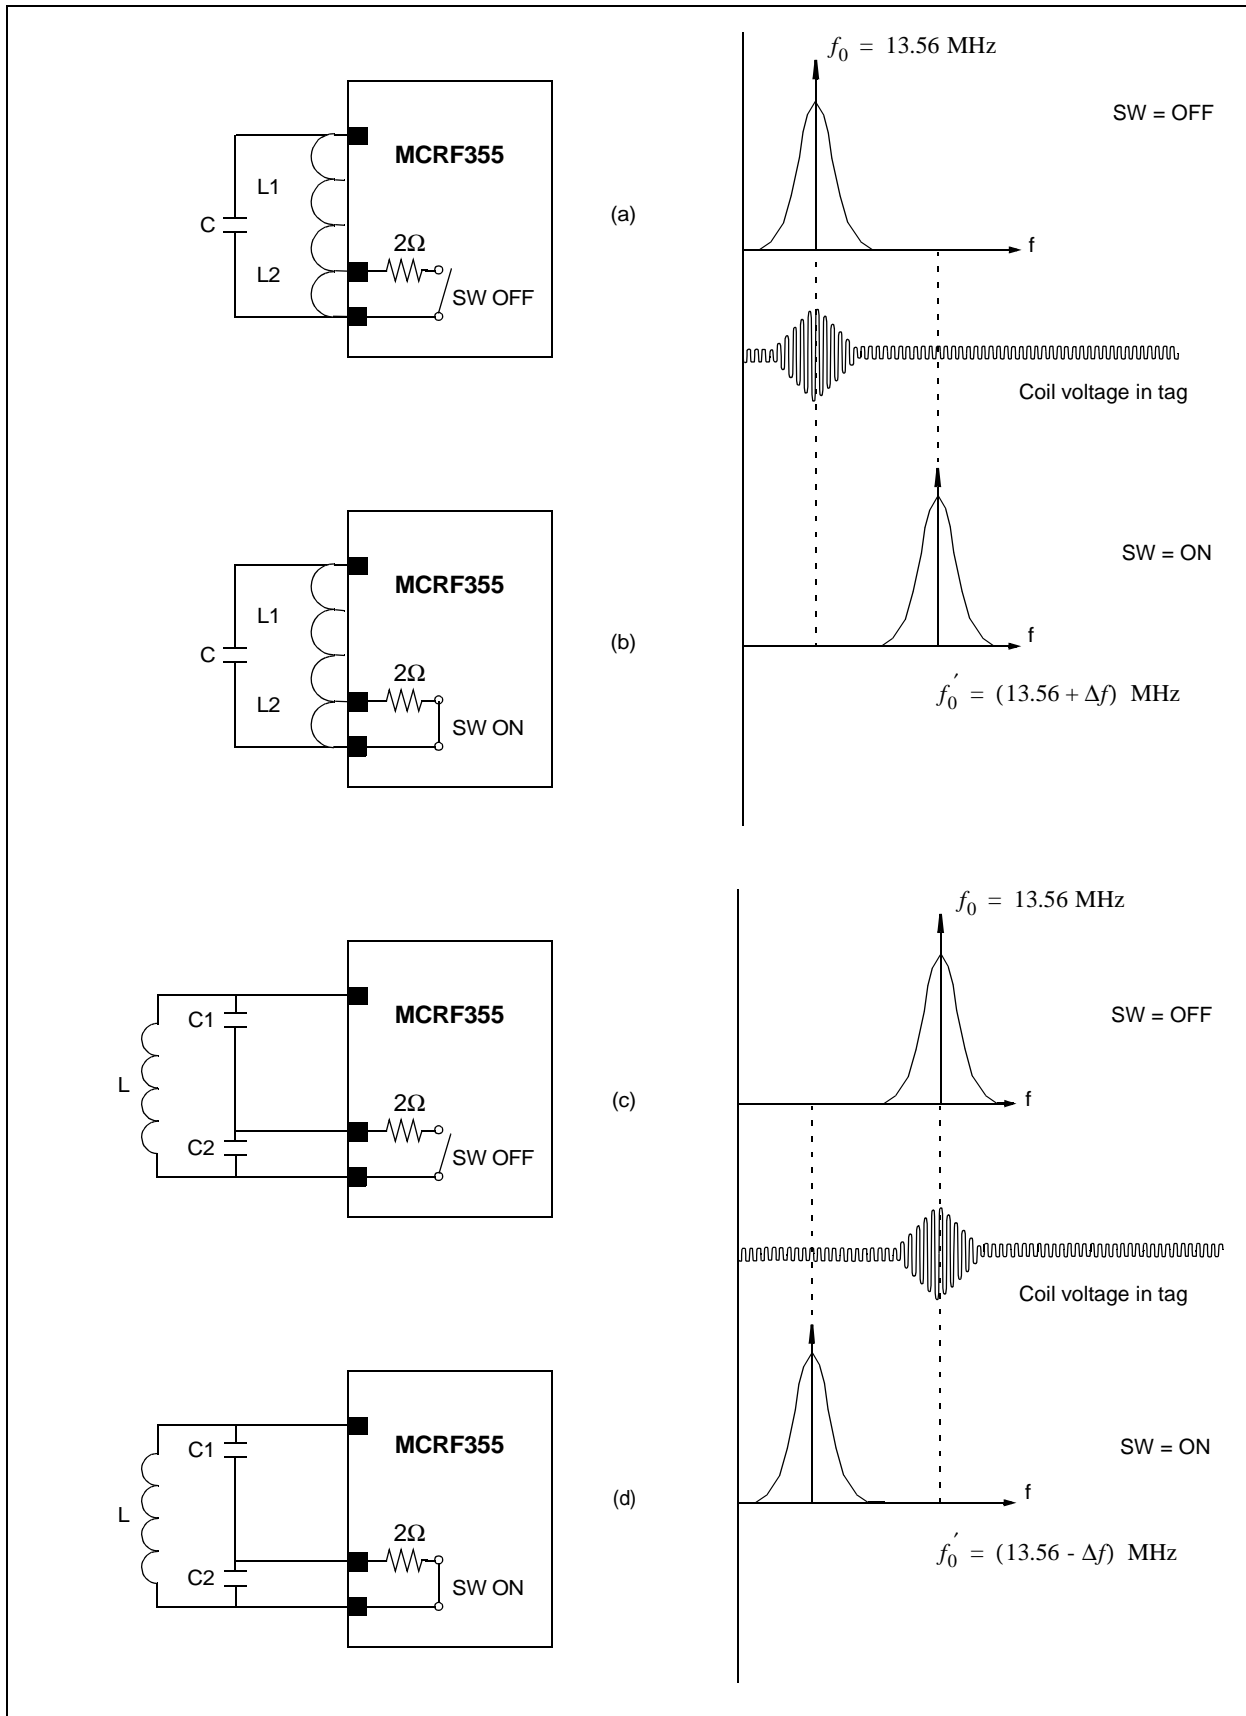 f₀ = 13.56 MHz
SW = OFF
MCRF355
L1
C
L2
2Ω
SW OFF
(a)
f
Coil voltage in tag
MCRF355
L1
C
L2
2Ω
SW ON
(b)
SW = ON
f
f₀′ = (13.56 + Δf) MHz
f₀ = 13.56 MHz
SW = OFF
MCRF355
C1
L
C2
2Ω
SW OFF
(c)
f
Coil voltage in tag
MCRF355
C1
L
C2
2Ω
SW ON
(d)
SW = ON
f
f₀′ = (13.56 - Δf) MHz